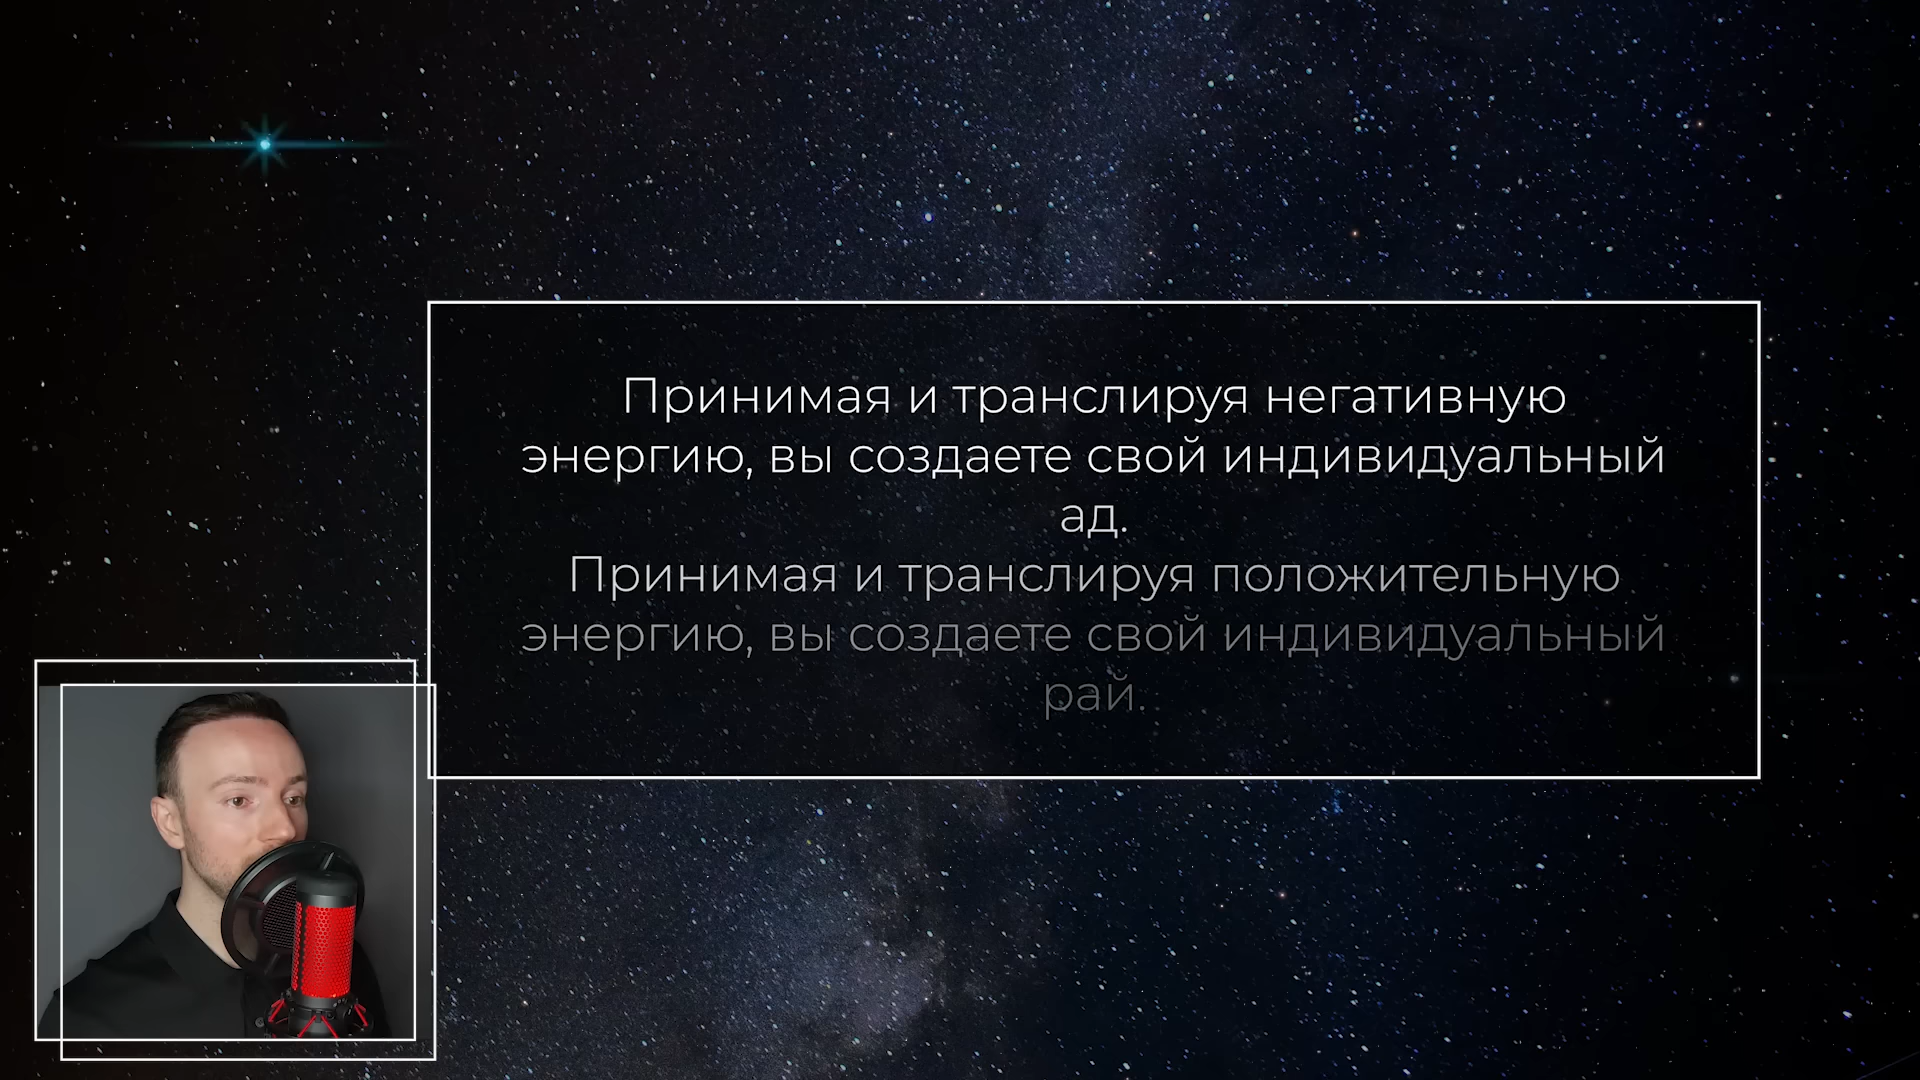 Принимая и транслируя негативную
энергию, вы создаете свой индивидуальный
ад.
Принимая и транслируя положительную
энергию, вы создаете свой индивидуальный
рай.